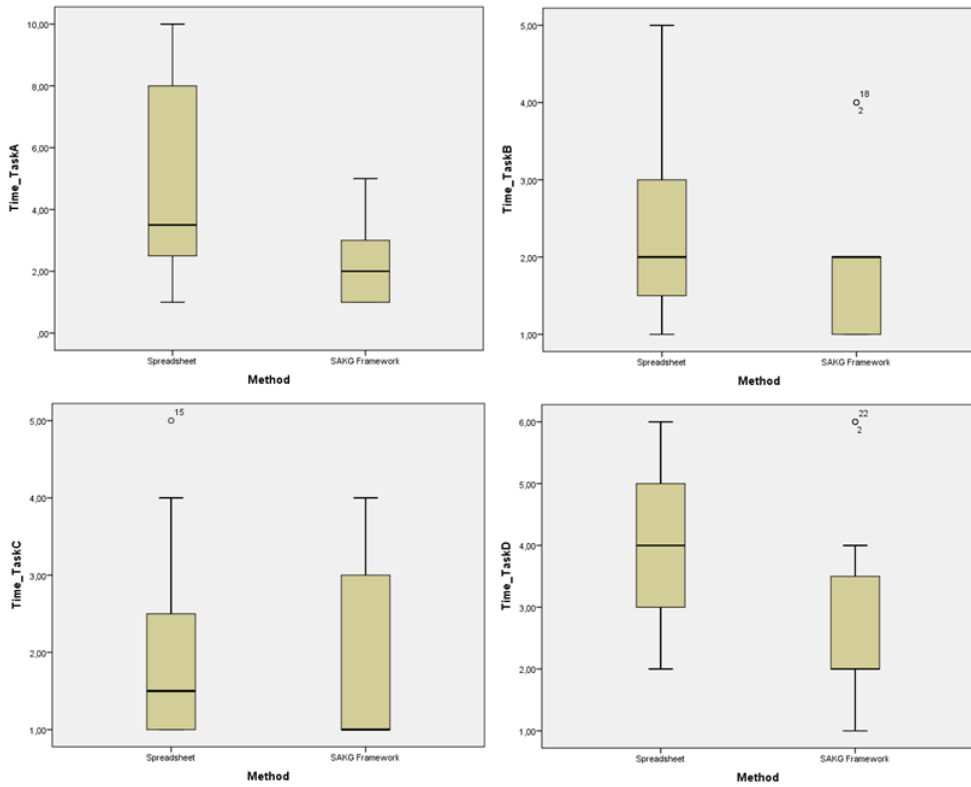 Time_TaskA
10,00
8,00
6,00
4,00
2,00
,00
Spreadsheet
SAKG Framework
Method
Time_TaskB
5,00
4,00
3,00
2,00
1,00
18
2
Spreadsheet
SAKG Framework
Method
Time_TaskC
5,00
4,00
3,00
2,00
1,00
15
Spreadsheet
SAKG Framework
Method
Time_TaskD
6,00
5,00
4,00
3,00
2,00
1,00
22
2
Spreadsheet
SAKG Framework
Method